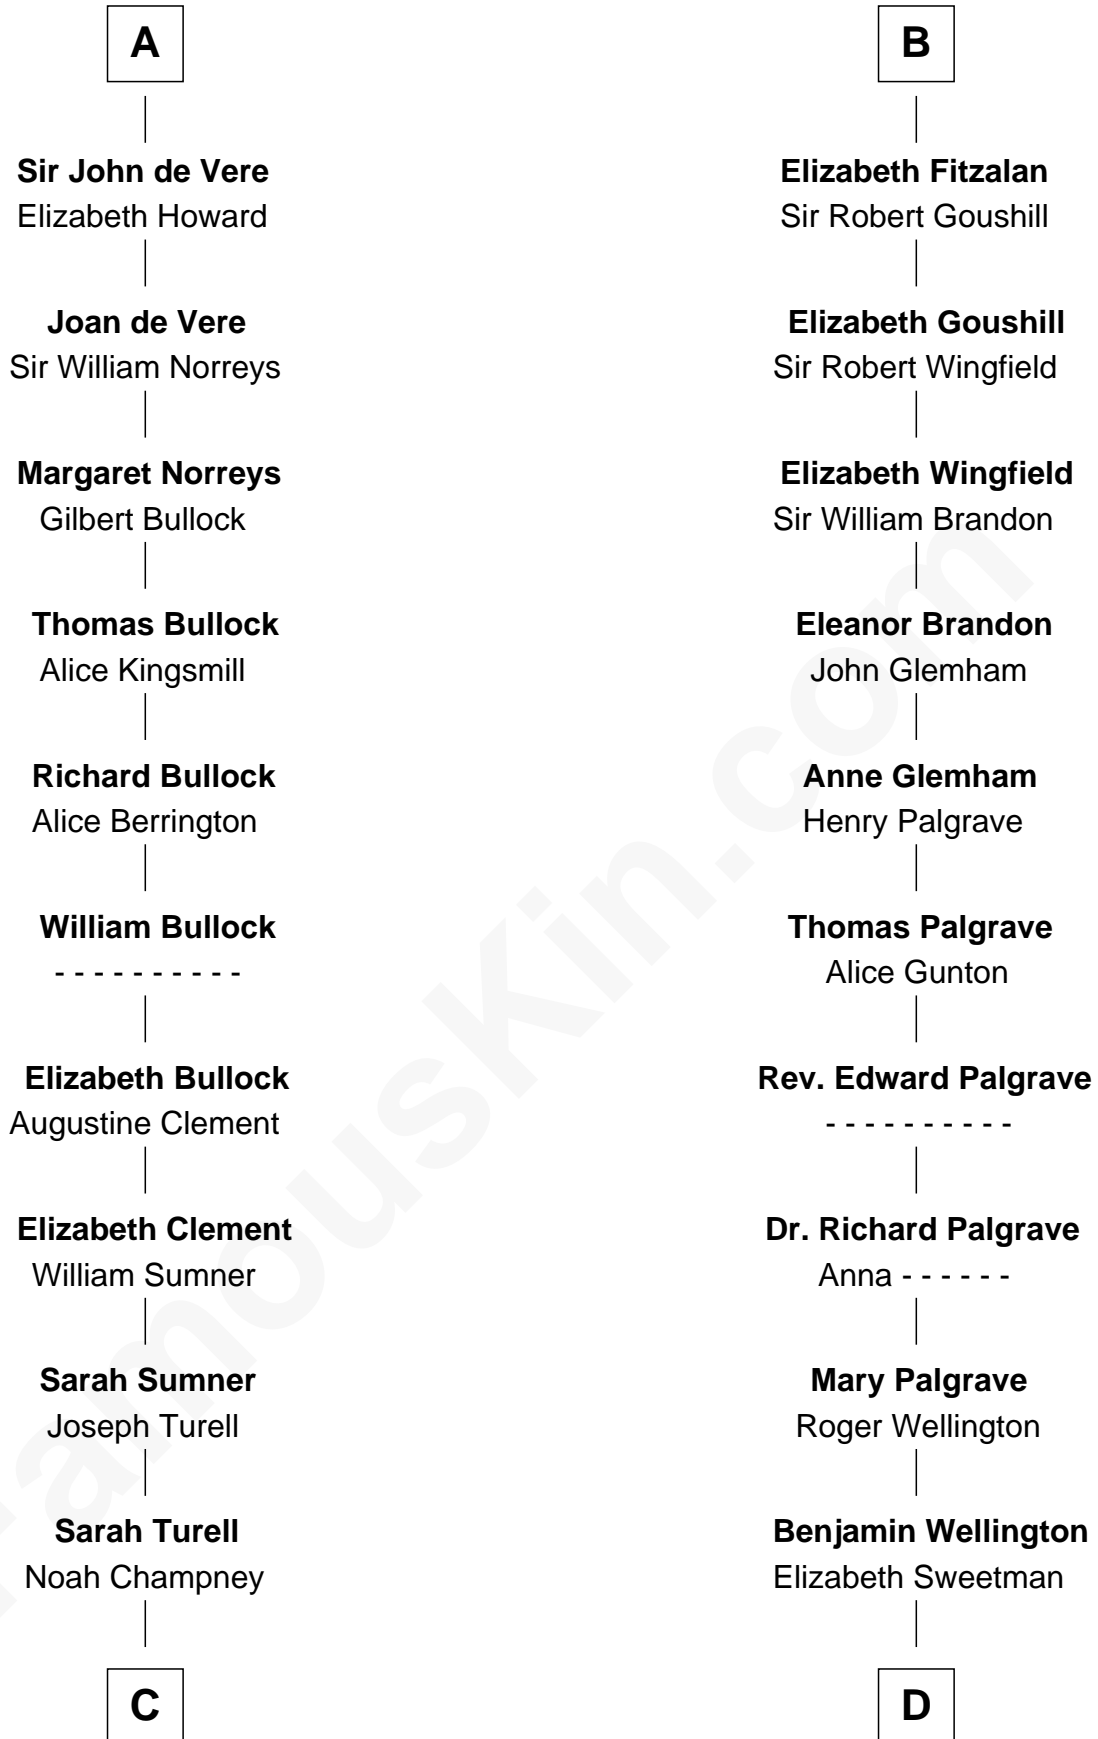 A
Sir John de Vere
Elizabeth Howard
Joan de Vere
Sir William Norreys
Margaret Norreys
Gilbert Bullock
Thomas Bullock
Alice Kingsmill
Richard Bullock
Alice Berrington
William Bullock
- - - - - - - - - -
Elizabeth Bullock
Augustine Clement
Elizabeth Clement
William Sumner
Sarah Sumner
Joseph Turell
Sarah Turell
Noah Champney
C
B
Elizabeth Fitzalan
Sir Robert Goushill
Elizabeth Goushill
Sir Robert Wingfield
Elizabeth Wingfield
Sir William Brandon
Eleanor Brandon
John Glemham
Anne Glemham
Henry Palgrave
Thomas Palgrave
Alice Gunton
Rev. Edward Palgrave
- - - - - - - - - -
Dr. Richard Palgrave
Anna - - - - - -
Mary Palgrave
Roger Wellington
Benjamin Wellington
Elizabeth Sweetman
D
FamousKin.com